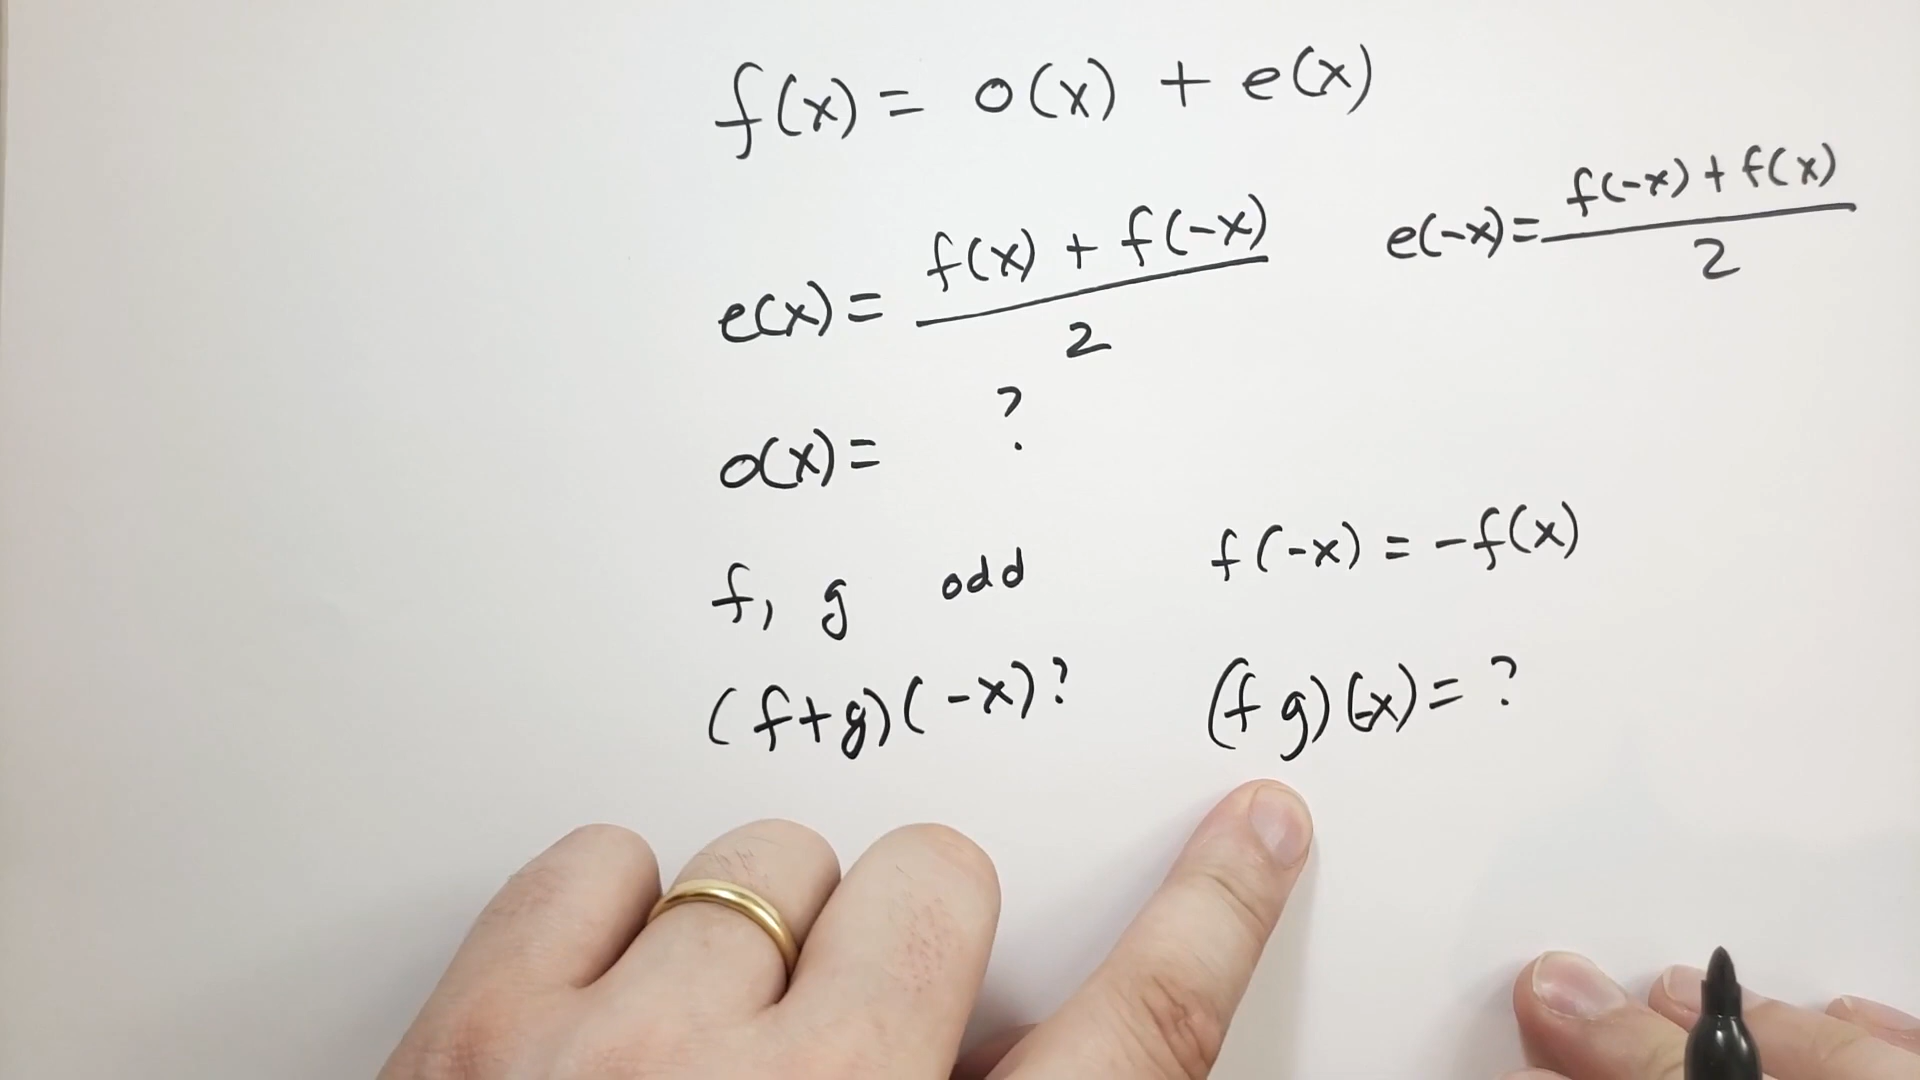 f(x) = o(x) + e(x)
e(x) = (f(x) + f(-x))/2    e(-x) = (f(-x) + f(x))/2
o(x) = ?
f, g odd    f(-x) = -f(x)
(f+g)(-x)?    (fg)(-x) = ?